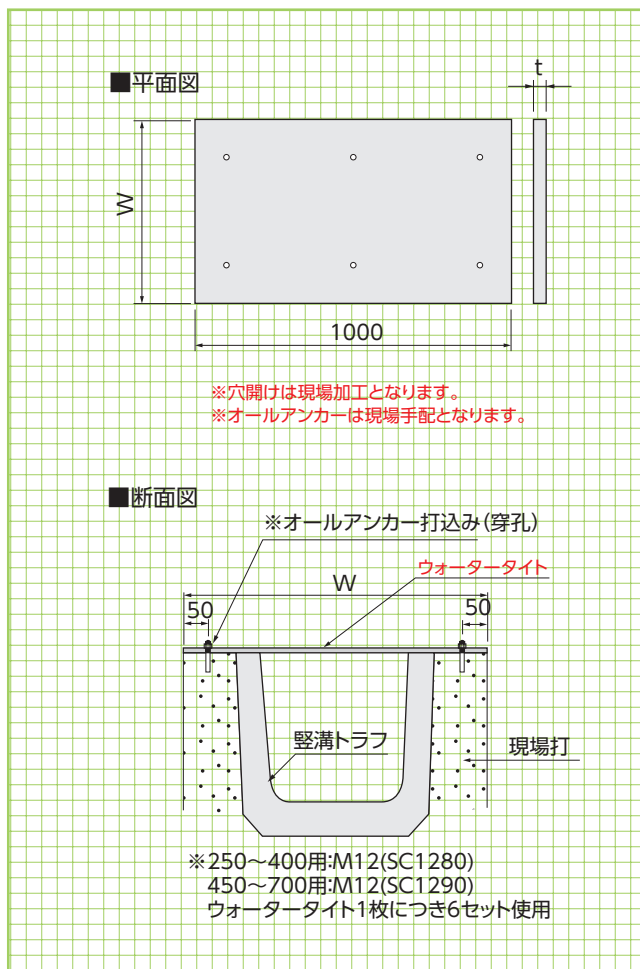 ■平面図
t
W
1000
※穴開けは現場加工となります。
※オールアンカーは現場手配となります。
■断面図
※オールアンカー打込み(穿孔)
ウォータータイト
W
50
50
竪溝トラフ
現場打
※250〜400用:M12(SC1280)
450〜700用:M12(SC1290)
ウォータータイト1枚につき6セット使用